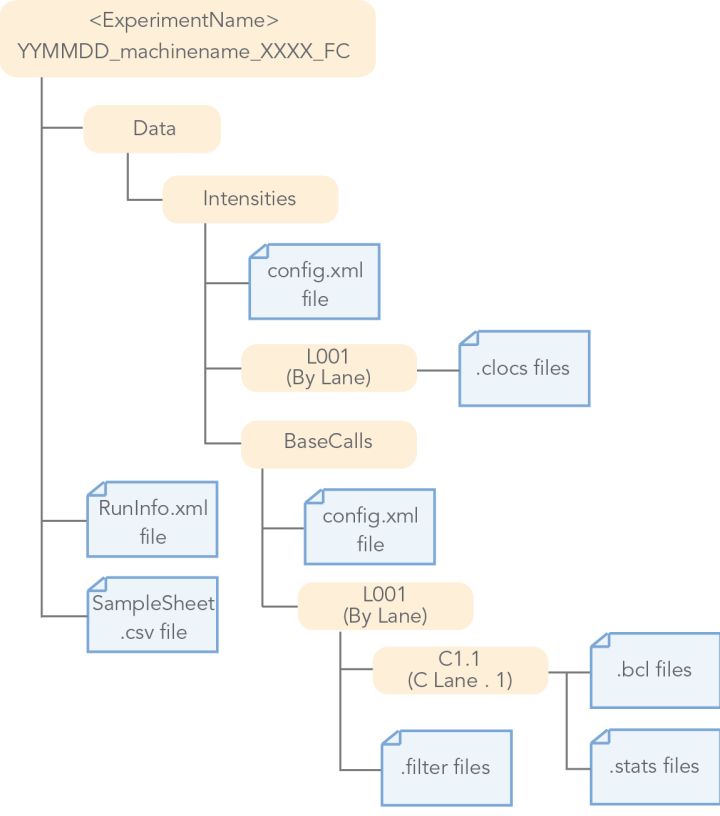 <ExperimentName>
YYMMDD_machinename_XXXX_FC
Data
Intensities
config.xml
file
L001
(By Lane)
.clocs files
BaseCalls
RunInfo.xml
file
config.xml
file
SampleSheet
.csv file
L001
(By Lane)
C1.1
(C Lane . 1)
.bcl files
.filter files
.stats files